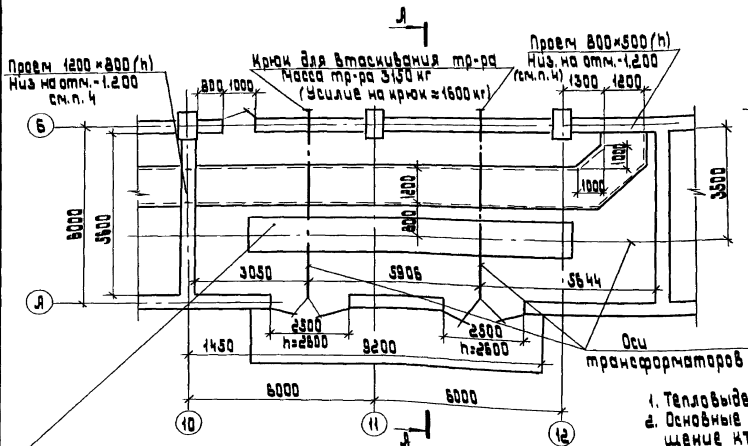 А
Проем 1200×800(h)
Низ на отм.-1.200
см.п. 4
Крюк для втаскивания тр-ра
Масса тр-ра 3150 кг
(Усилие на крюк ≈1600 кг)
Проем 800×500(h)
Низ на отм.-1.200
(см.п. 4)
800 1000
1300 1200
Б
6000
5600
1200
800
1000
1000
3500
3050
5906
5644
А
2500
h=2600
2500
h=2600
1450
9200
Оси
трансформаторов
6000
6000
10
11
12
А
1. Тепловыде
2. Основные
щение КТ